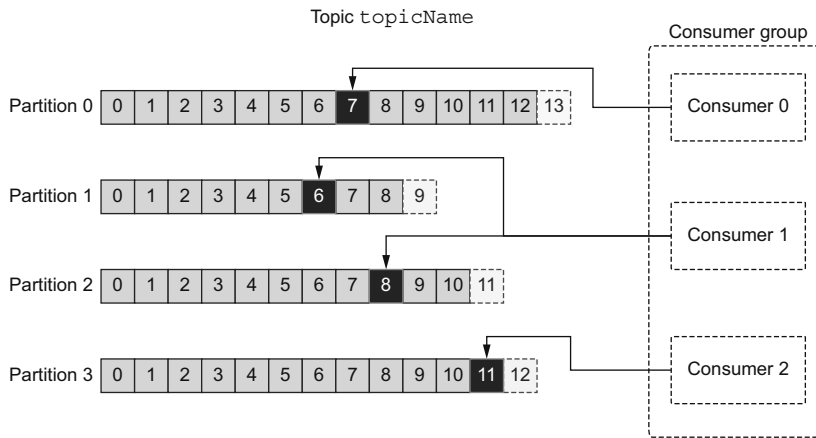 Topic topicName
Consumer group
Partition 0 0 1 2 3 4 5 6 7 8 9 10 11 12 13 Consumer 0
Partition 1 0 1 2 3 4 5 6 7 8 9
Consumer 1
Partition 2 0 1 2 3 4 5 6 7 8 9 10 11
Partition 3 0 1 2 3 4 5 6 7 8 9 10 11 12 Consumer 2